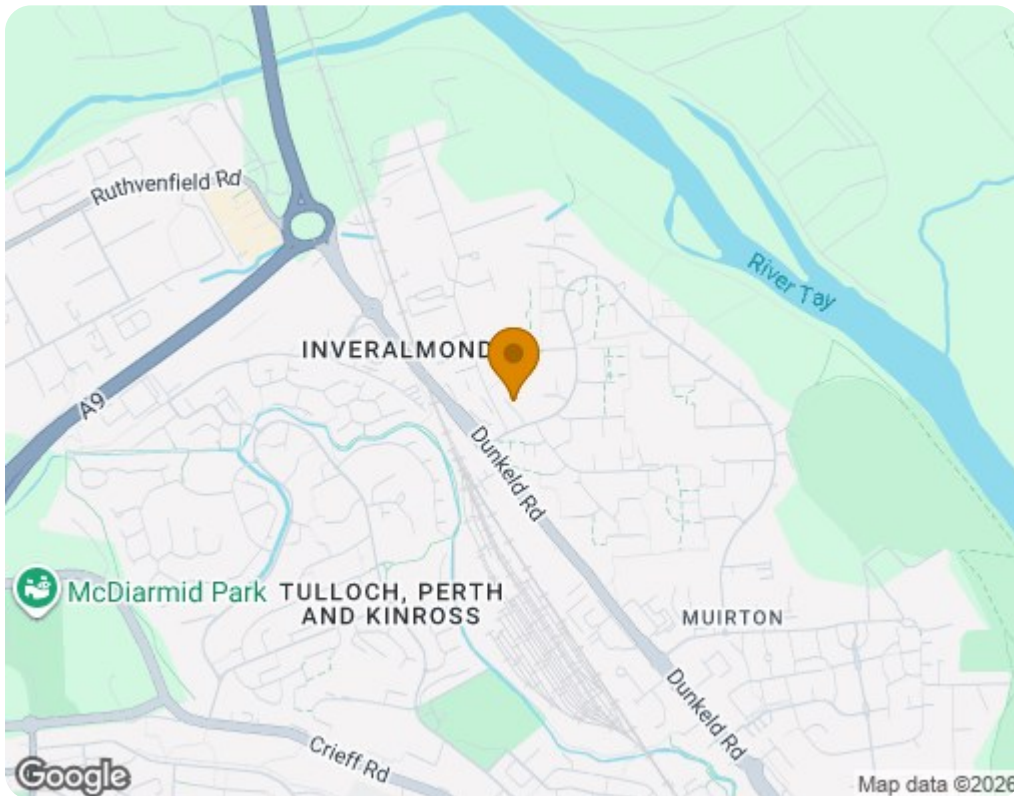 Ruthvenfield Rd
River Tay
INVERALMOND
A9
Dunkeld Rd
McDiarmid Park
TULLOCH, PERTH
AND KINROSS
MUIRTON
Dunkeld Rd
Crieff Rd
Google
Map data ©2026